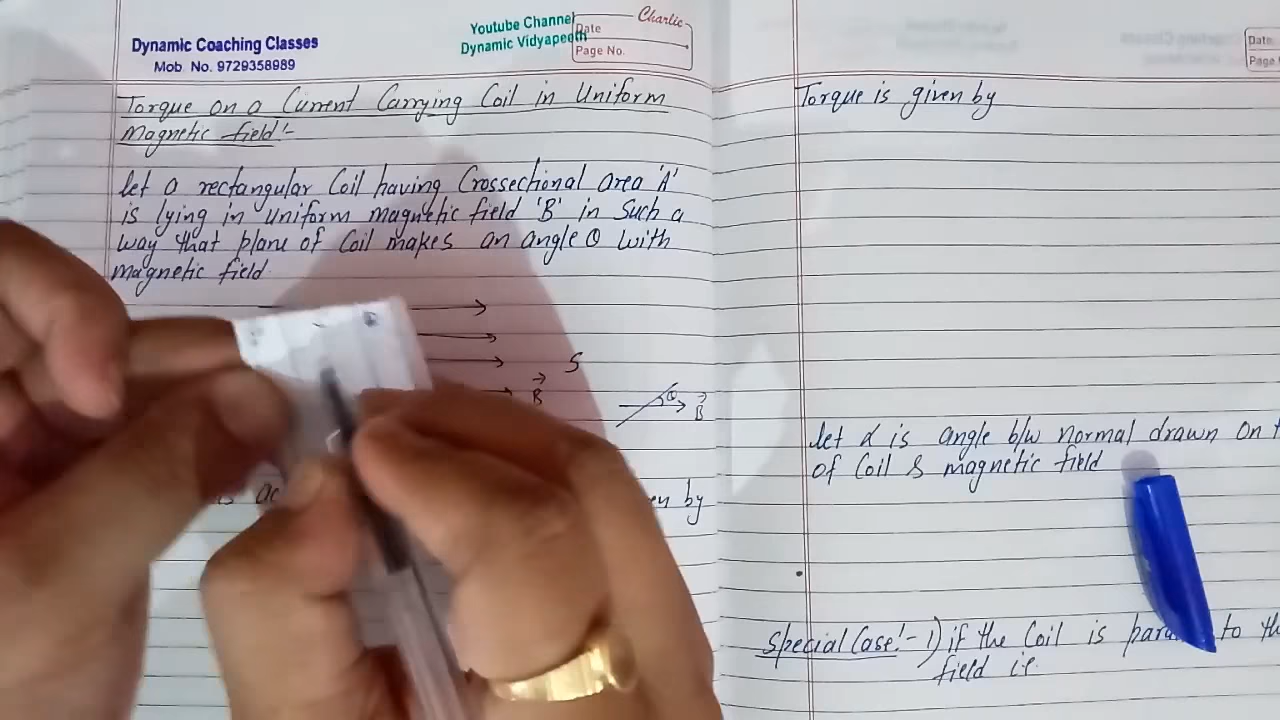 Dynamic Coaching Classes
Mob No. 9729358989
Youtube Channel
Dynamic Vidyapeeth
Charlie
Date
Page No.
Torque on a Current Carrying Coil in Uniform
Magnetic field:-
let a rectangular Coil having Crossectional area 'A'
is lying in uniform magnetic field 'B' in Such a
way that plane of Coil makes an angle θ with
magnetic field.
S
B
θ
B
by
Torque is given by
let α is angle b/w normal drawn on
of Coil & magnetic field
Special Case:- 1) if the Coil is to
field i.e.
Date
Page